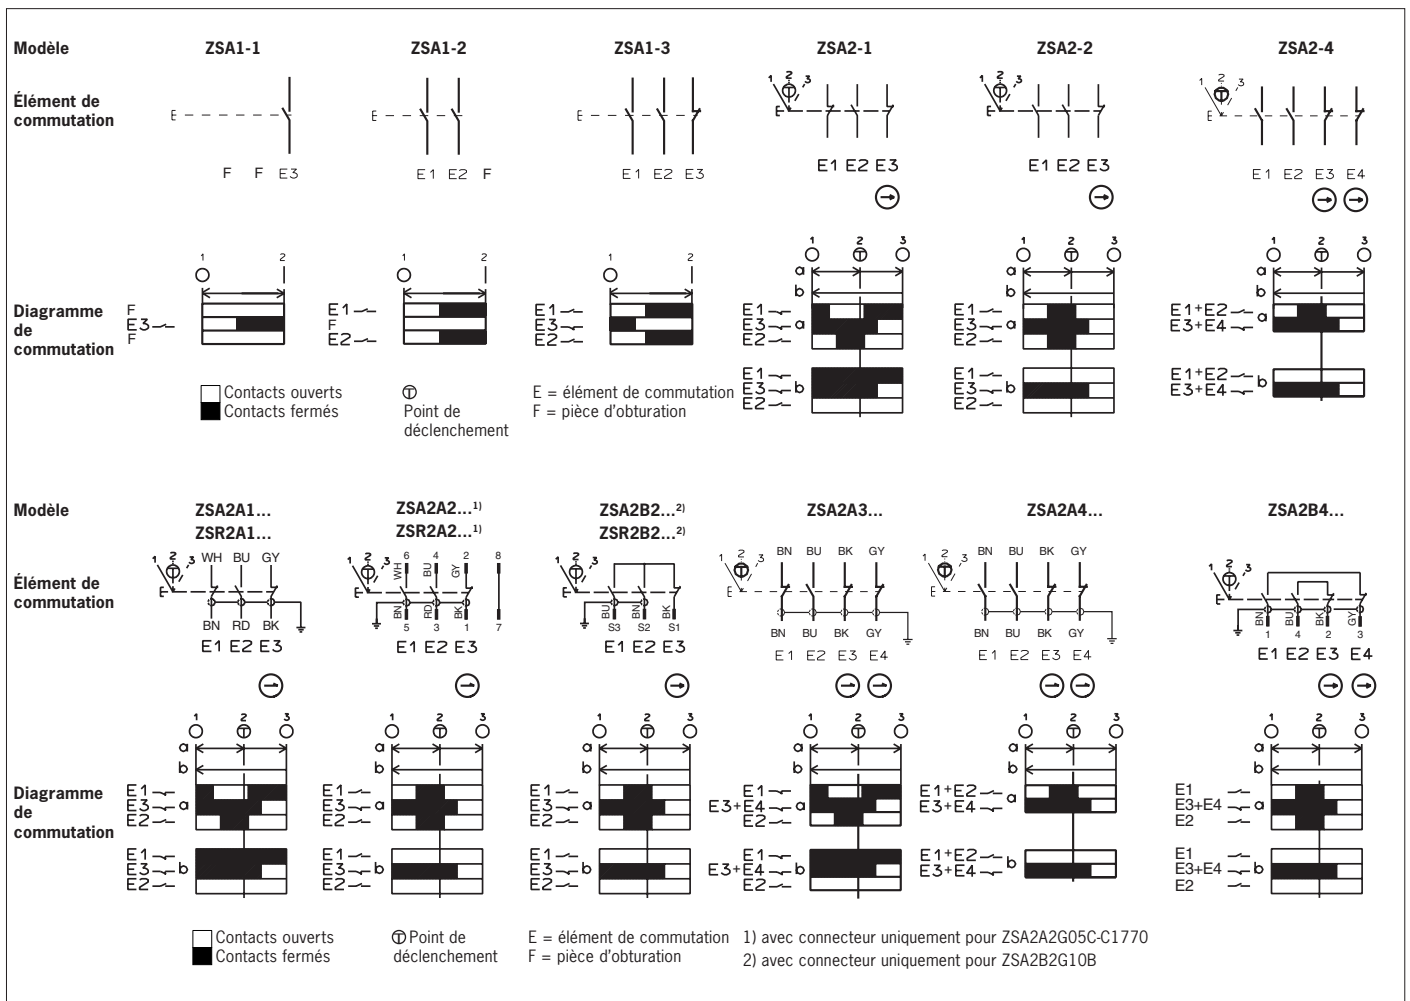 Modèle ZSA1-1 ZSA1-2 ZSA1-3 ZSA2-1 ZSA2-2 ZSA2-4
Élément de
commutation
E E E E E E
1 2 3 1 2 3 1 2 3
F F E3 E1 E2 F E1 E2 E3 E1 E2 E3 E1 E2 E3 E1 E2 E3 E4
1 2 1 2 1 2 1 2 3 1 2 3 1 2 3
a a a
b b b
Diagramme
de
commutation
F E1 E1 E1 E1 E1+E2
E3 F E3 E3 a E3 a E3+E4 a
F E2 E2 E2 E2
E1 E1 E1+E2
E3 b E3 b E3+E4 b
E2 E2
Contacts ouverts
Contacts fermés
Point de
déclenchement
E = élément de commutation
F = pièce d'obturation
Modèle ZSA2A1... ZSA2A2...1) ZSA2B2...2) ZSA2A3... ZSA2A4... ZSA2B4...
ZSR2A1... ZSR2A2...1) ZSR2B2...2)
Élément de
commutation
1 2 3 WH BU GY
E
BN RD BK
E1 E2 E3
1 2 3 6 4 2 8
WH BU GY
E
BN RD BK
5 3 1 7
E1 E2 E3
1 2 3
E
BU BN BK
S3 S2 S1
E1 E2 E3
1 2 3 BN BU BK GY
E
BN BU BK GY
E1 E2 E3 E4
1 2 3 BN BU BK GY
E
BN BU BK GY
E1 E2 E3 E4
1 2 3
E
BN BU BK GY
1 4 2 3
E1 E2 E3 E4
1 2 3 1 2 3 1 2 3 1 2 3 1 2 3 1 2 3
a a a a a a
b b b b b b
Diagramme
de
commutation
E1 E1 E1 E1 E1+E2 E1
E3 a E3 a E3 a E3+E4 a E3+E4 a E3+E4 a
E2 E2 E2 E2 E2
E1 E1 E1 E1 E1+E2 E1
E3 b E3 b E3 b E3+E4 b E3+E4 b E3+E4 b
E2 E2 E2 E2 E2
Contacts ouverts
Contacts fermés
Point de
déclenchement
E = élément de commutation
F = pièce d'obturation
1) avec connecteur uniquement pour ZSA2A2G05C-C1770
2) avec connecteur uniquement pour ZSA2B2G10B